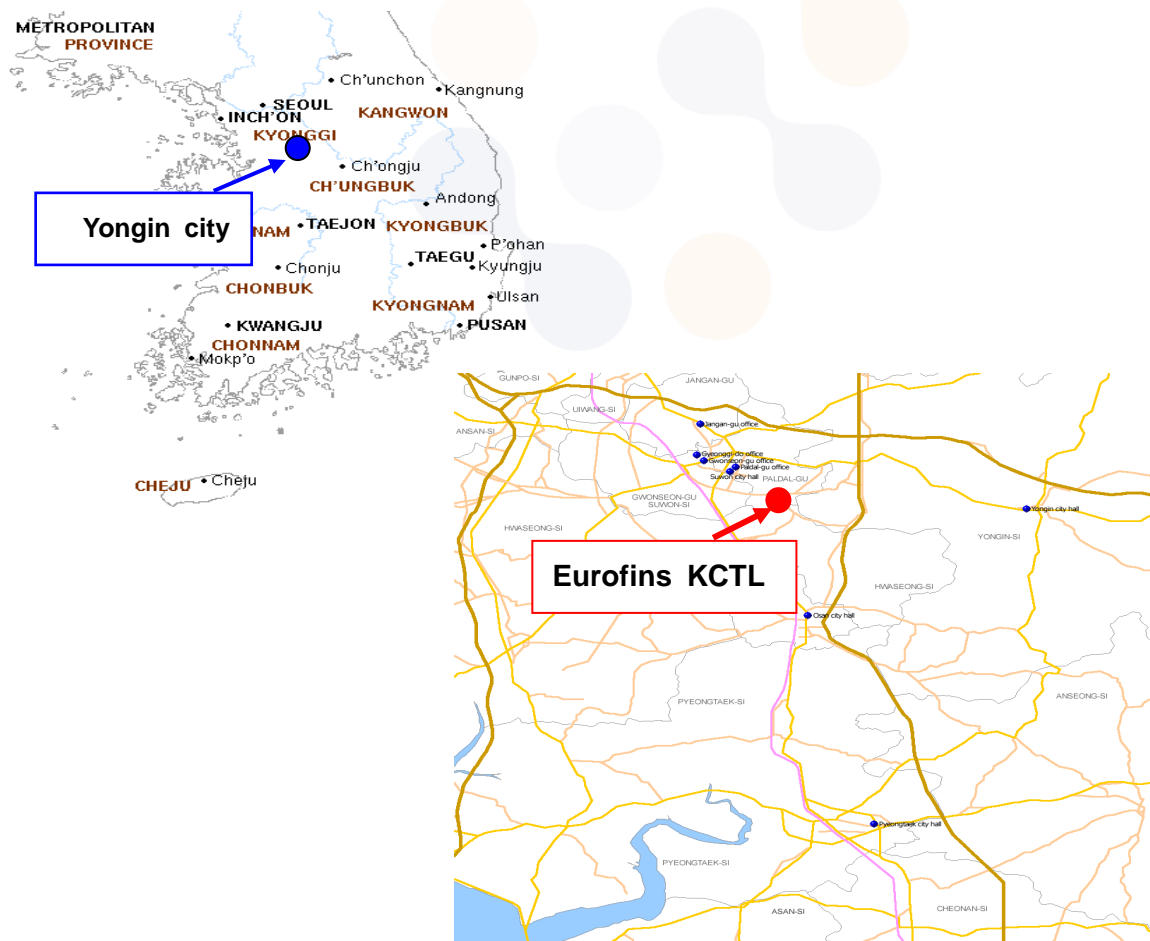 METROPOLITAN
PROVINCE
Ch'unchon
Kangnung
SEOUL
INCH'ON
KANGWON
KYONGGI
Ch'ongju
CH'UNGBUK
Andong
Yongin city
NAM
TAEJON
KYONGBUK
P'ohan
TAEGU
Kyungju
Chonju
CHONBUK
Ulsan
KYONGNAM
KWANGJU
PUSAN
CHONNAM
Mokp'o
CHEJU
Cheju
GUNPO-SI
JANGAN-GU
UIWANG-SI
Jangan-gu office
ANSAN-SI
Gyeonggi-do office
Gwonseon-gu office
Paldal-gu office
Suwon city hall
PALDAL-GU
GWONSEON-GU
SUWON-SI
Yongin city hall
HWASEONG-SI
YONGIN-SI
Eurofins KCTL
HWASEONG-SI
Osan city hall
PYEONGTAEK-SI
ANSEONG-SI
Pyeongtaek city hall
PYEONGTAEK-SI
ASAN-SI
CHEONAN-SI